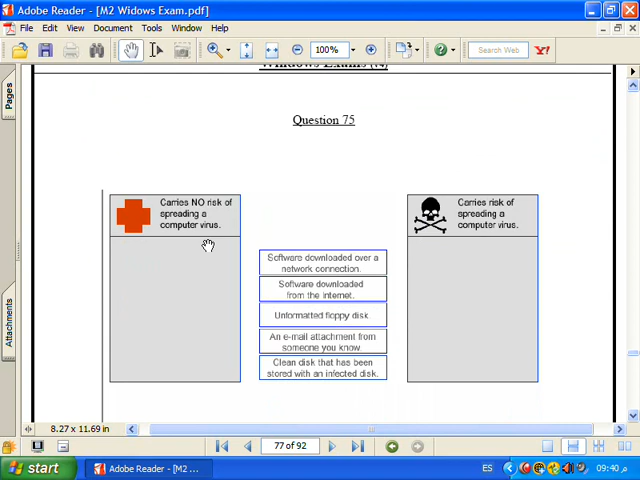 Adobe Reader - [M2 Widows Exam.pdf]
File Edit View Document Tools Window Help
100%
Search Web
Y!
Pages
Attachments
Question 75
Carries NO risk of
spreading a
computer virus.
Carries risk of
spreading a
computer virus.
Software downloaded over a
network connection.
Software downloaded
from the internet.
Unformatted floppy disk.
An e-mail attachment from
someone you know.
Clean disk that has been
stored with an infected disk.
8.27 x 11.69 in
77 of 92
start
Adobe Reader - [M2 ...
ES
09:40 م